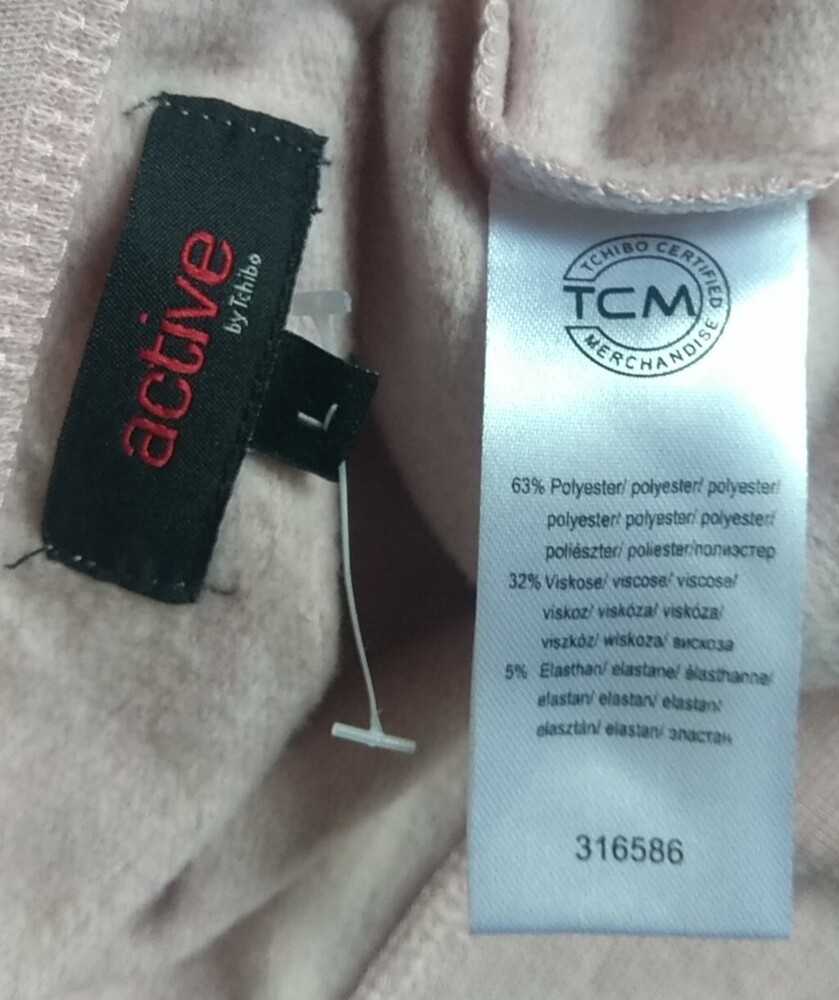 active
by Tchibo
L
TCHIBO CERTIFIED
TCM
MERCHANDISE
63% Polyester/ polyester/ polyester/
polyester/ polyester/ polyester/
poliészter/ poliester/полиэстер
32% Viskose/ viscose/ viscose/
viskoz/ viskóza/ viskóza/
viszkóz/ wiskoza/ вискоза
5% Elasthan/ elastane/ élasthanne/
elastan/ elastan/ elastan/
elasztán/ elastan/ эластан
316586